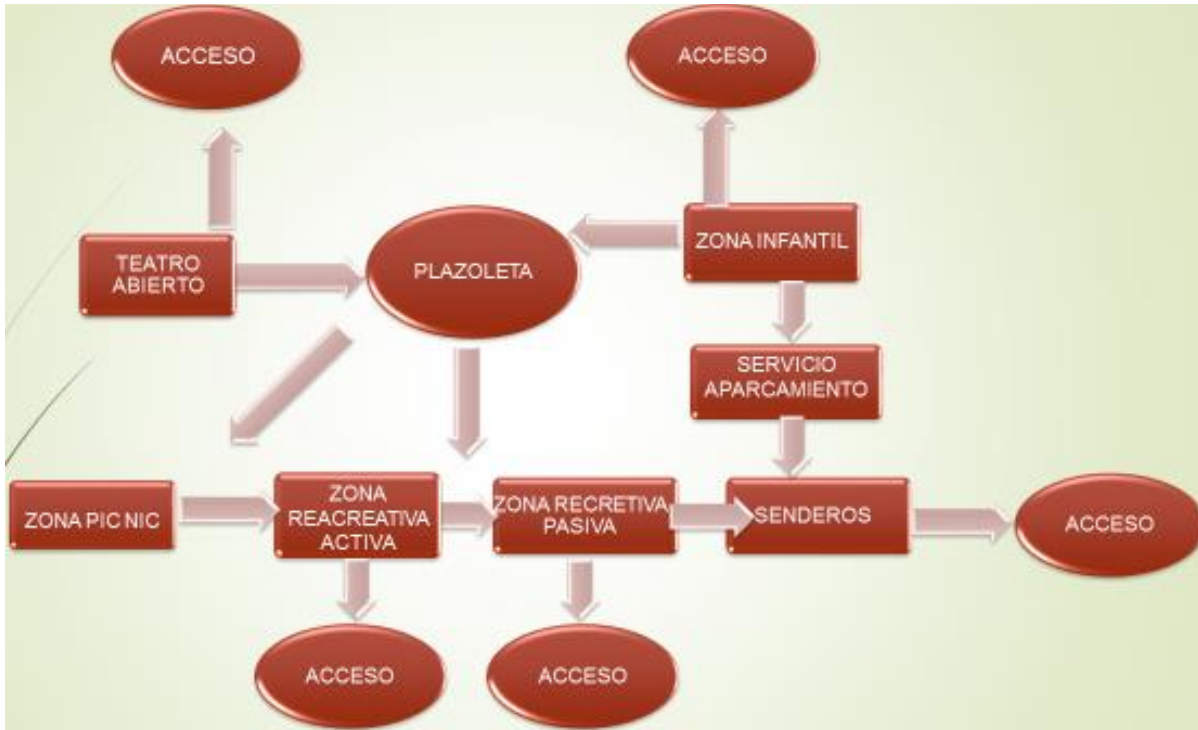 ACCESO
ACCESO
TEATRO
ABIERTO
PLAZOLETA
ZONA INFANTIL
SERVICIO
APARCAMIENTO
ZONA PIC NIC
ZONA
REACREATIVA
ACTIVA
ZONA RECRETIVA
PASIVA
SENDEROS
ACCESO
ACCESO
ACCESO